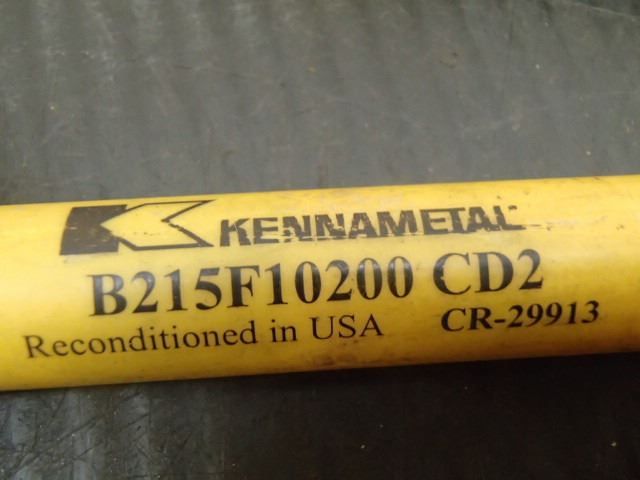 KENNAMETAL
B215F10200 CD2
Reconditioned in USA CR-29913